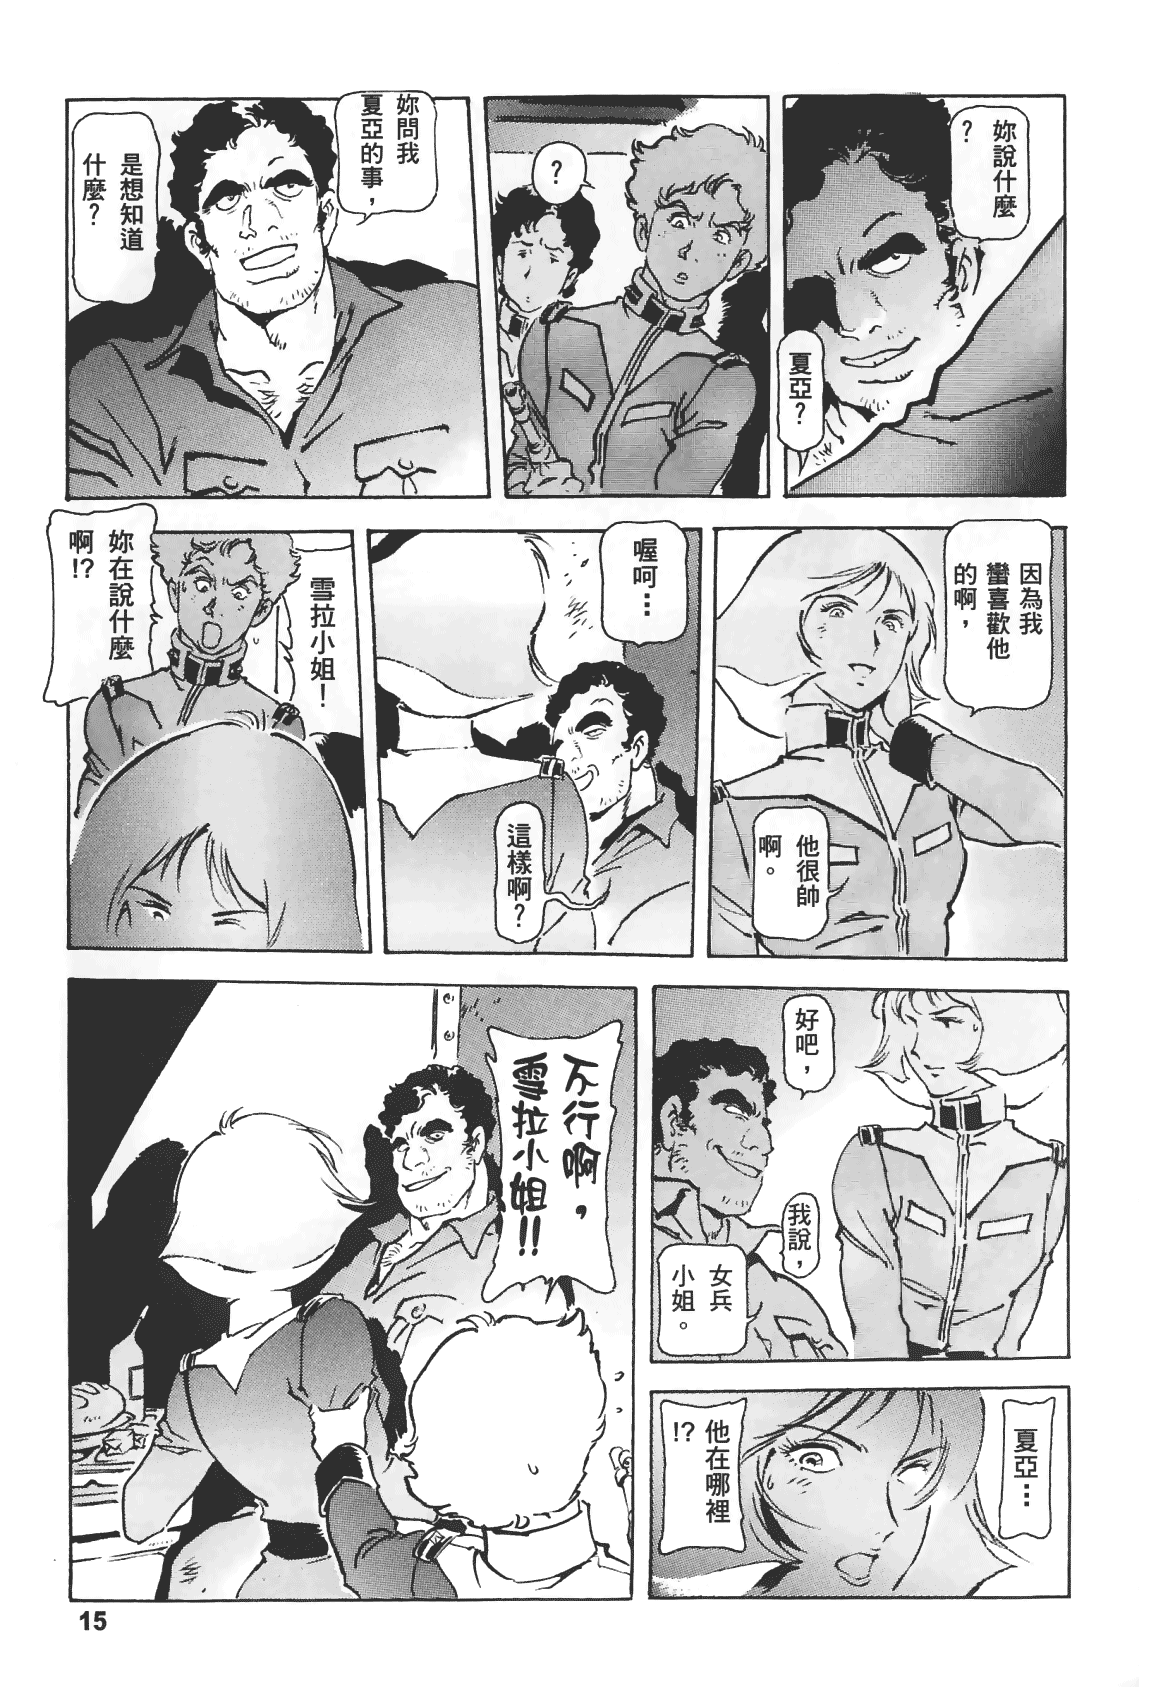 妳說什麼
？
夏亞？
？
妳問我
夏亞的事，
是想知道
什麼？
因為我
蠻喜歡他
的啊，
他很帥
啊。
喔呵…
這樣啊？
雪拉小姐！
妳在說什麼
啊!?
好吧，
我說，
女兵
小姐。
夏亞…
他在哪裡
!?
不行啊，
雪拉小姐!!
15